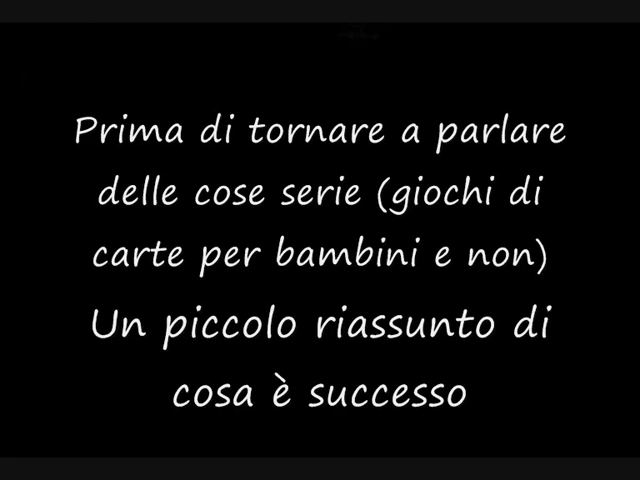 Prima di tornare a parlare
delle cose serie (giochi di
carte per bambini e non)
Un piccolo riassunto di
cosa è successo